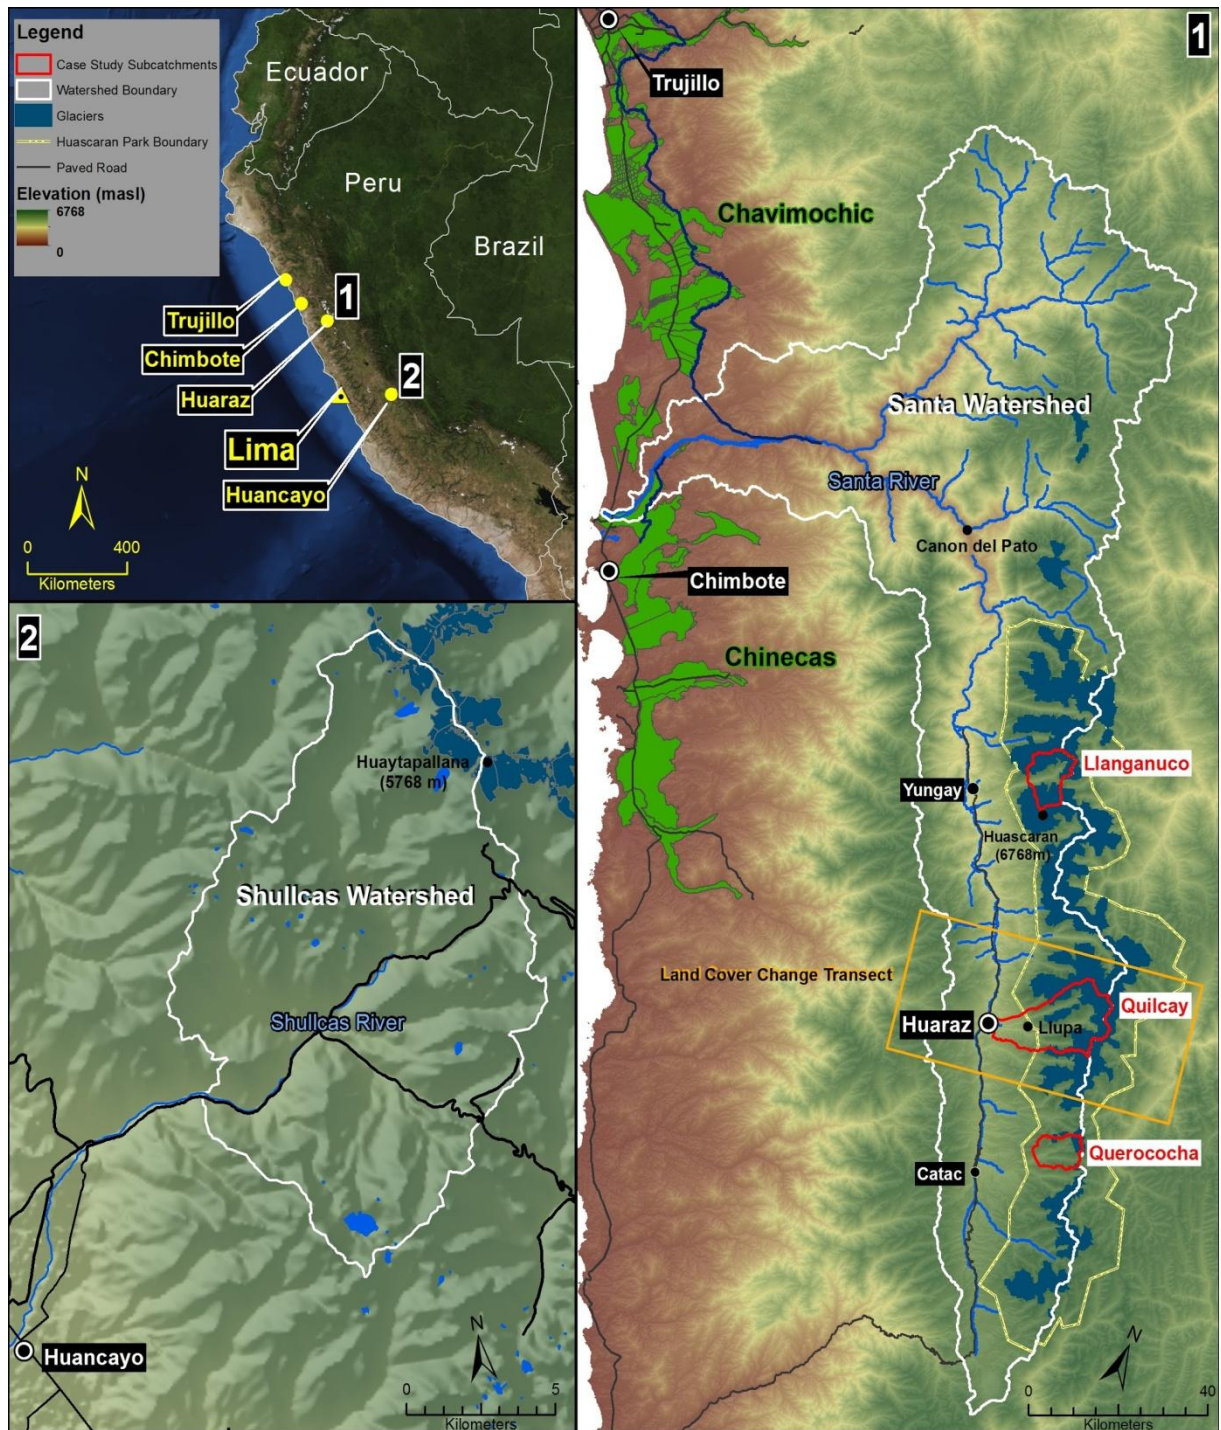 Legend
Case Study Subcatchments
Watershed Boundary
Glaciers
Huascaran Park Boundary
Paved Road
Elevation (masl)
6768
0
Ecuador
Peru
Brazil
1
2
Trujillo
Chimbote
Huaraz
Lima
Huancayo
N
0 400
Kilometers
2
Huaytapallana
(5768 m)
Shullcas Watershed
Shullcas River
Huancayo
N
0 5
Kilometers
1
Trujillo
Chavimochic
Santa Watershed
Santa River
Canon del Pato
Chimbote
Chinecas
Llanganuco
Yungay
Huascaran
(6768m)
Land Cover Change Transect
Quilcay
Huaraz
Llupa
Querococha
Catac
N
0 40
Kilometers